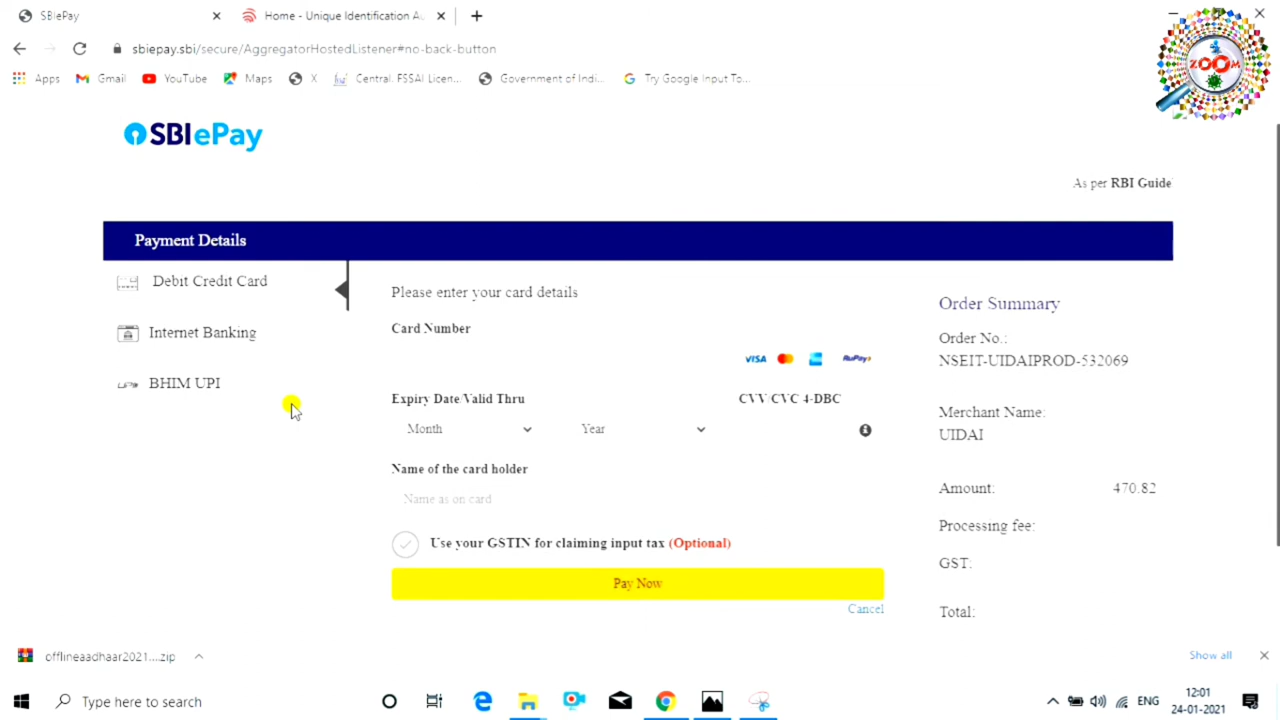 SBIePay
Home - Unique Identification Au
sbiepay.sbi/secure/AggregatorHostedListener#no-back-button
Apps
Gmail
YouTube
Maps
X
Central. FSSAI Licen...
Government of Indi...
Try Google Input To...
ZOOM
SBI ePay
As per RBI Guide
Payment Details
Debit Credit Card
Internet Banking
BHIM UPI
Please enter your card details
Card Number
VISA
RuPay
Expiry Date/Valid Thru
CVV CVC 4-DBC
Month
Year
Name of the card holder
Name as on card
Use your GSTIN for claiming input tax (Optional)
Pay Now
Cancel
Order Summary
Order No.:
NSEIT-UIDAIPROD-532069
Merchant Name:
UIDAI
Amount: 470.82
Processing fee:
GST:
Total:
offlineaadhaar2021....zip
Show all
Type here to search
ENG
12:01
24-01-2021